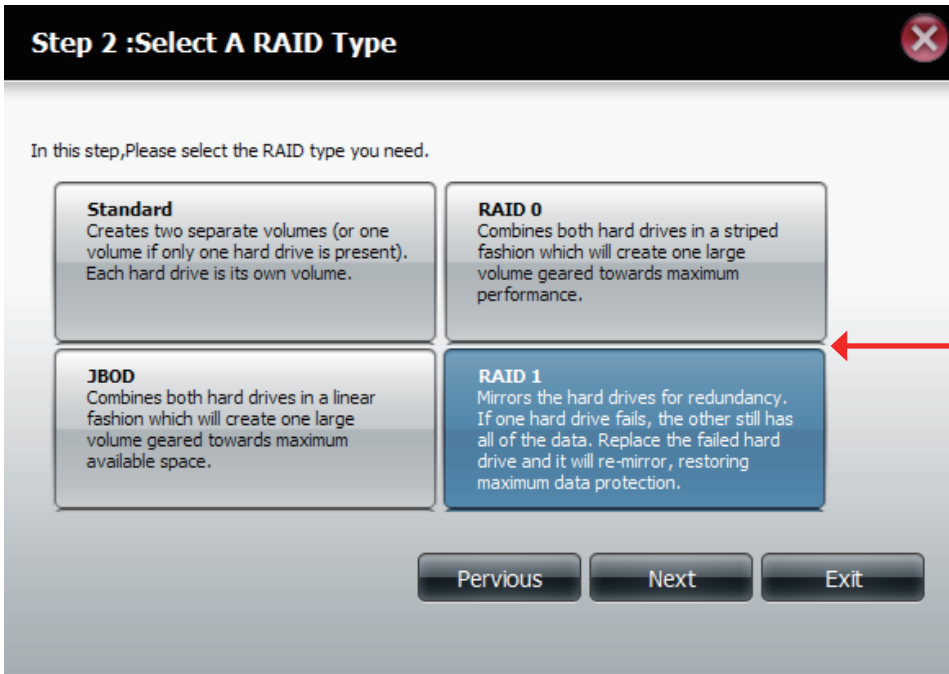 Step 2 :Select A RAID Type
In this step,Please select the RAID type you need.
Standard
Creates two separate volumes (or one
volume if only one hard drive is present).
Each hard drive is its own volume.
RAID 0
Combines both hard drives in a striped
fashion which will create one large
volume geared towards maximum
performance.
JBOD
Combines both hard drives in a linear
fashion which will create one large
volume geared towards maximum
available space.
RAID 1
Mirrors the hard drives for redundancy.
If one hard drive fails, the other still has
all of the data. Replace the failed hard
drive and it will re-mirror, restoring
maximum data protection.
Pervious Next Exit